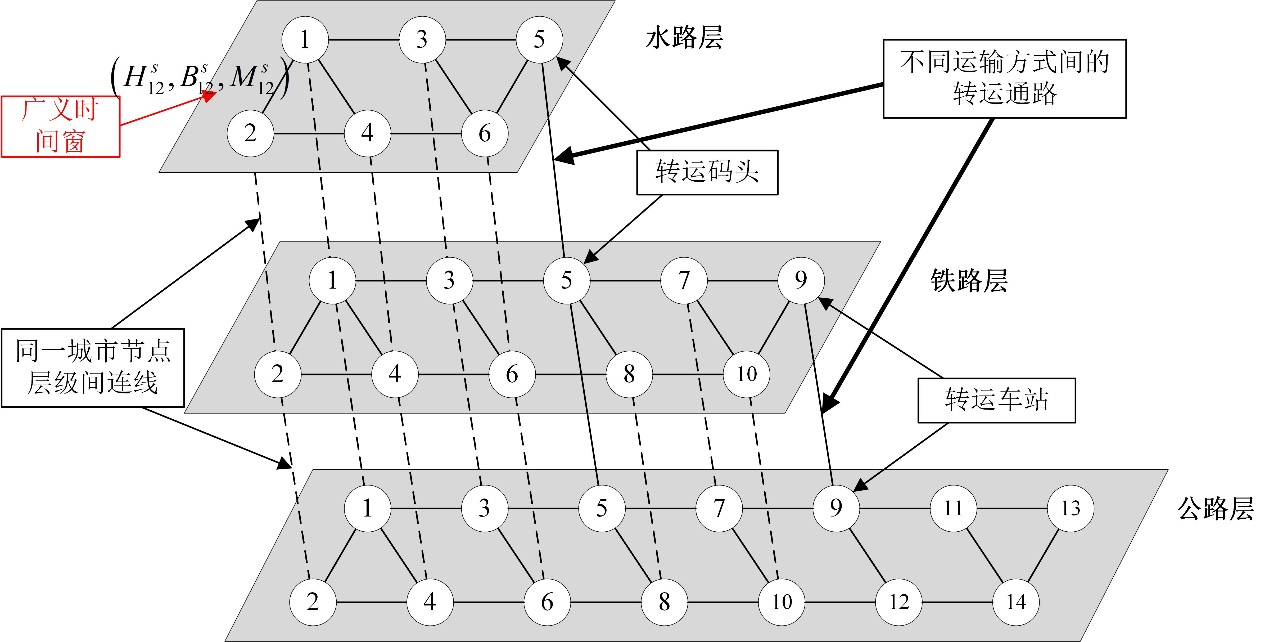 1 3 5
水路层
不同运输方式间的
转运通路
(H₁₂ˢ, B₁₂ˢ, M₁₂ˢ)
广义时
间窗
2 4 6
转运码头
1 3 5 7 9
铁路层
同一城市节点
层级间连线
2 4 6 8 10
转运车站
1 3 5 7 9 11 13
公路层
2 4 6 8 10 12 14